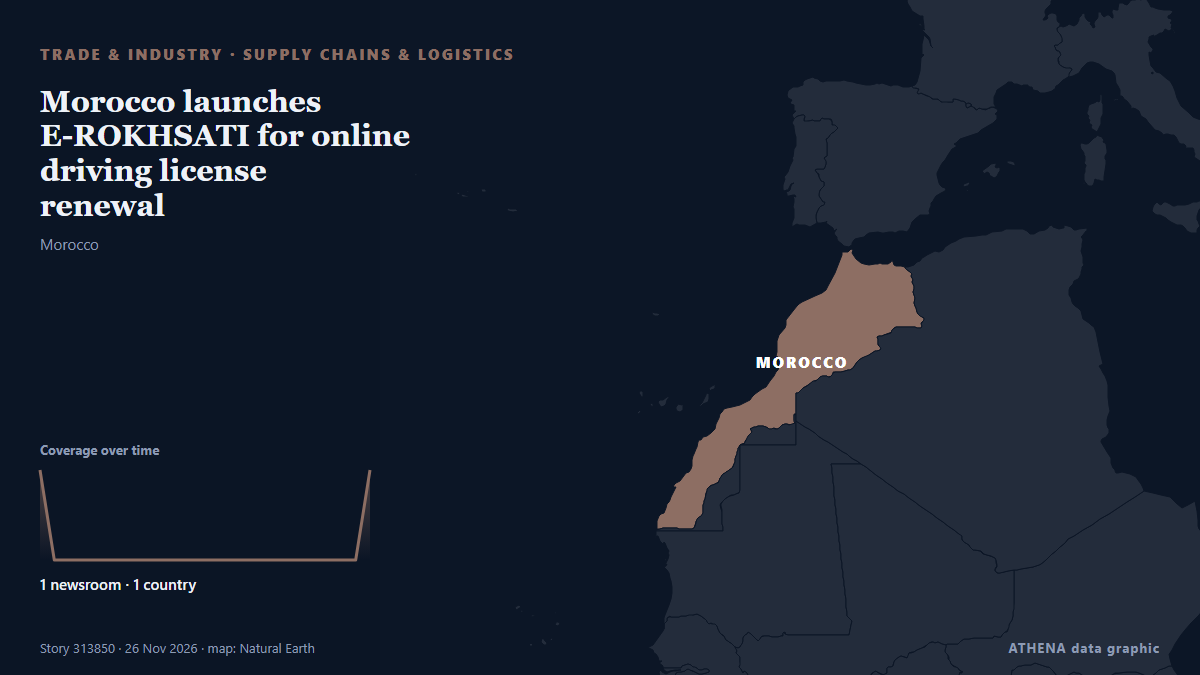 TRADE & INDUSTRY · SUPPLY CHAINS & LOGISTICS
Morocco launches
E-ROKHSATI for online
driving license
renewal
Morocco
MOROCCO
Coverage over time
1 newsroom · 1 country
Story 313850 · 26 Nov 2026 · map: Natural Earth
ATHENA data graphic